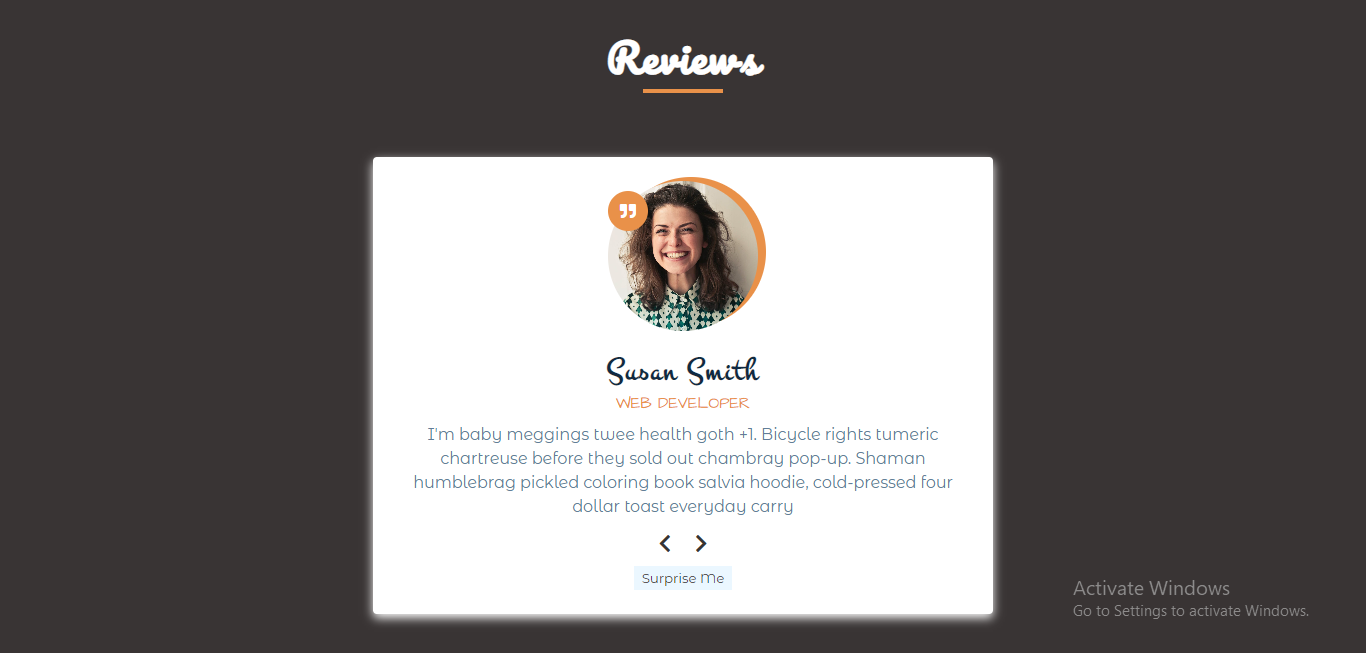 Reviews
Susan Smith
WEB DEVELOPER
I'm baby meggings twee health goth +1. Bicycle rights tumeric
chartreuse before they sold out chambray pop-up. Shaman
humblebrag pickled coloring book salvia hoodie, cold-pressed four
dollar toast everyday carry
Surprise Me
Activate Windows
Go to Settings to activate Windows.